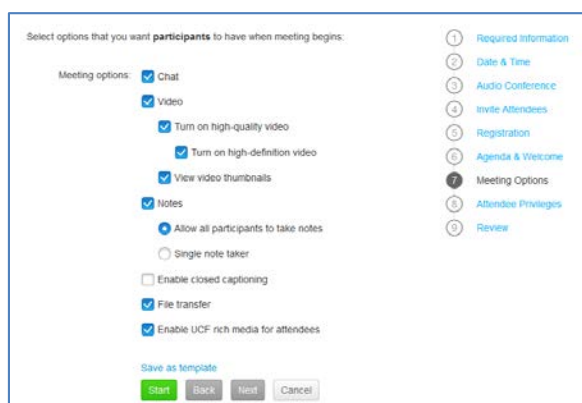 Select options that you want participants to have when meeting begins:
Meeting options:
Chat
Video
Turn on high-quality video
Turn on high-definition video
View video thumbnails
Notes
Allow all participants to take notes
Single note taker
Enable closed captioning
File transfer
Enable UCF rich media for attendees
Save as template
Start
Back
Next
Cancel
1 Required Information
2 Date & Time
3 Audio Conference
4 Invite Attendees
5 Registration
6 Agenda & Welcome
7 Meeting Options
8 Attendee Privileges
9 Review